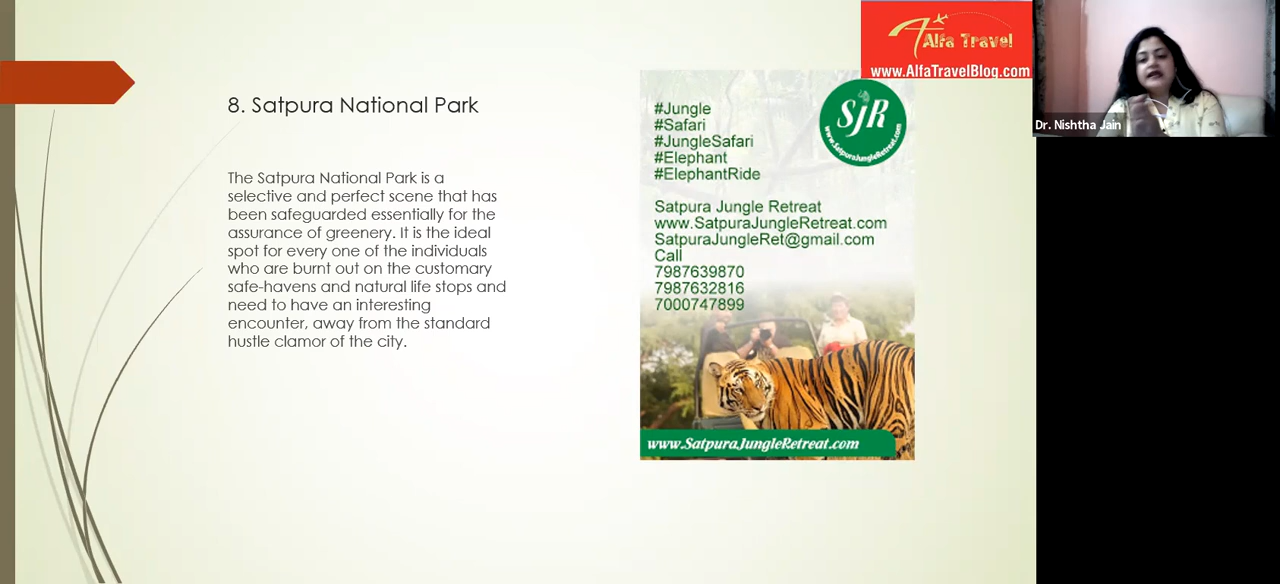 Alfa Travel
www.AlfaTravelBlog.com
Dr. Nishtha Jain
8. Satpura National Park
The Satpura National Park is a
selective and perfect scene that has
been safeguarded essentially for the
assurance of greenery. It is the ideal
spot for every one of the individuals
who are burnt out on the customary
safe-havens and natural life stops and
need to have an interesting
encounter, away from the standard
hustle clamor of the city.
#Jungle
#Safari
#JungleSafari
#Elephant
#ElephantRide
SJR
www.SatpuraJungleRetreat.com
Satpura Jungle Retreat
www.SatpuraJungleRetreat.com
SatpuraJungleRet@gmail.com
Call
7987639870
7987632816
7000747899
www.SatpuraJungleRetreat.com